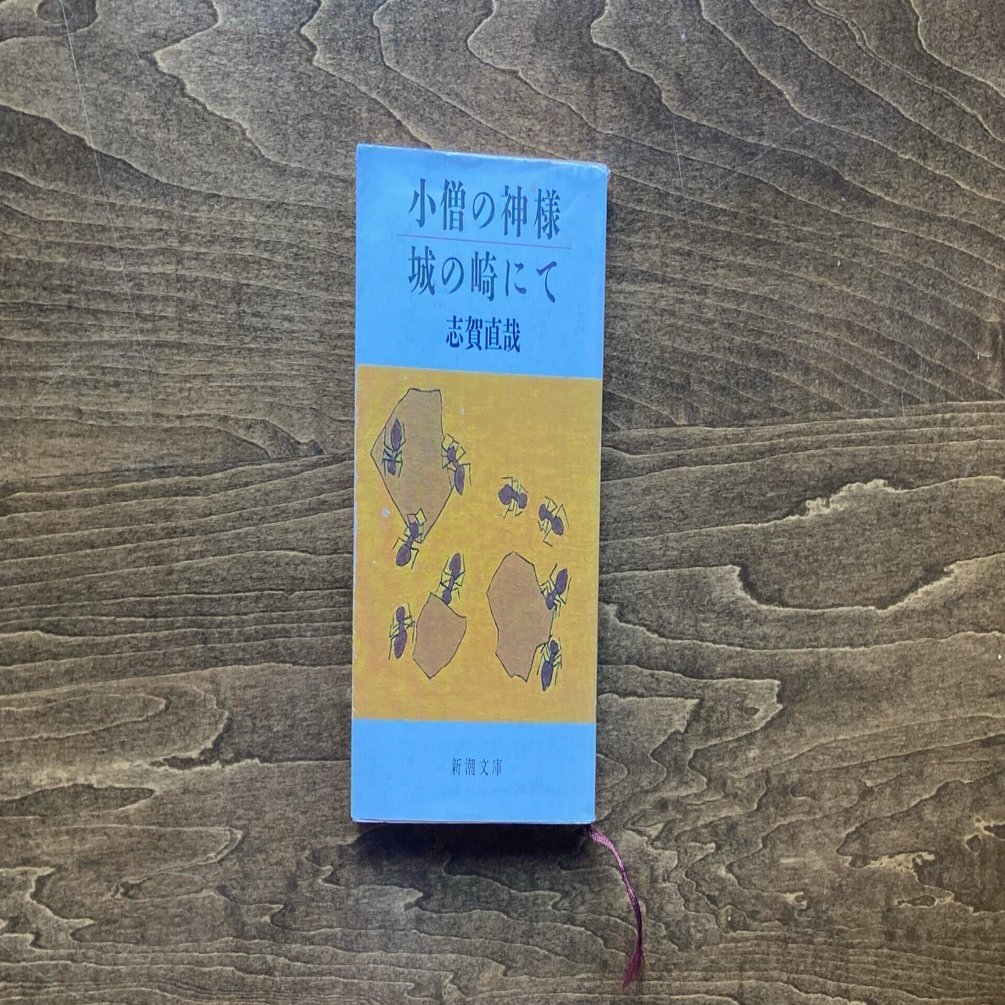 小僧の神様
城の崎にて
志賀直哉
新潮文庫